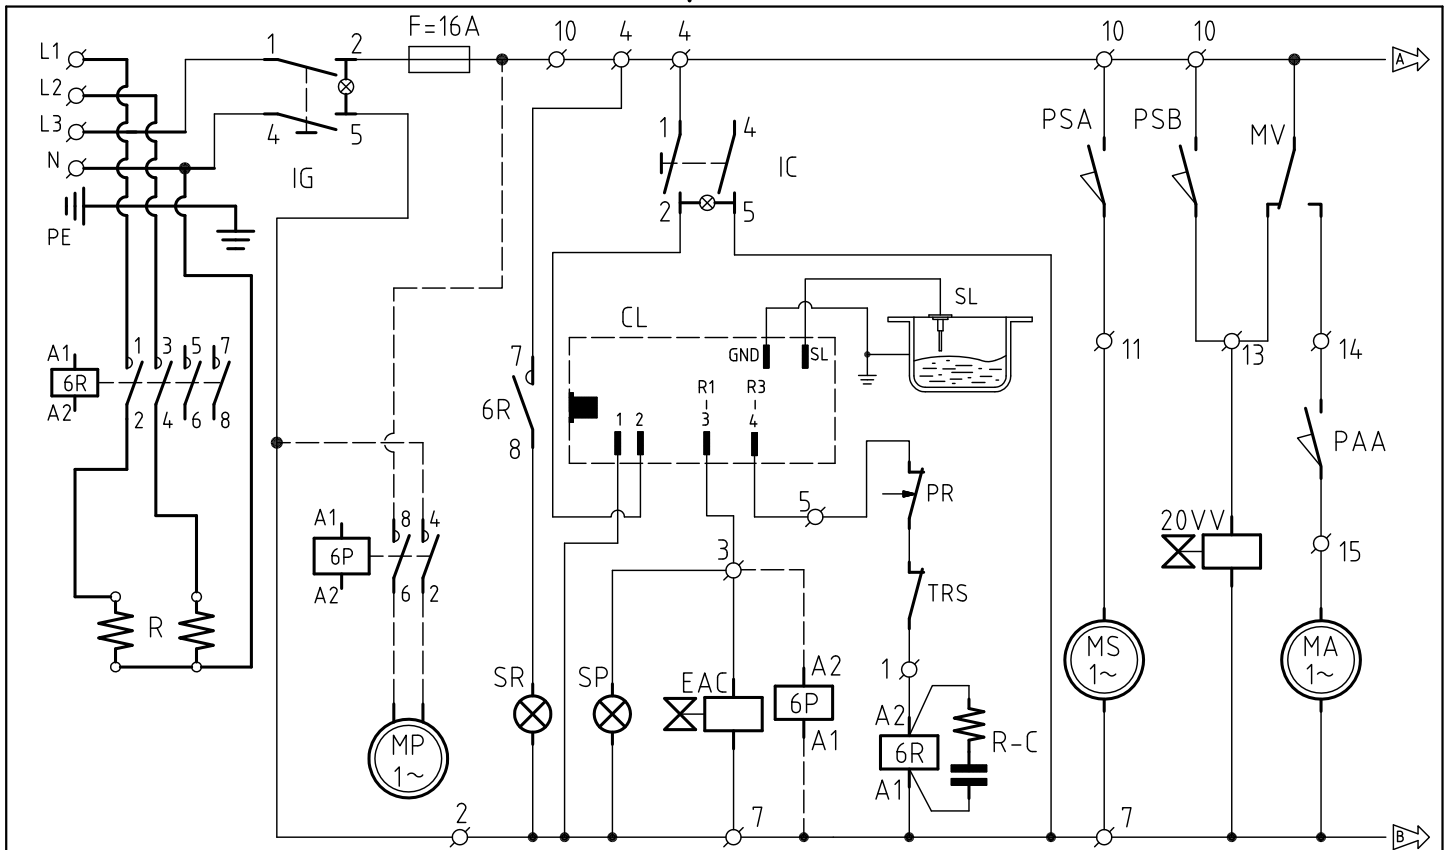 F=16A
10 4 4 10 10
L1 1 2 A
L2
L3 4 5 1 4 PSA PSB MV
N IG IC
PE 2 5
CL SL
GND SL
A1 1 3 5 7 7 11 13 14
6R 6R R1 R3
A2 2 4 6 8 8 1 2 3 4 PAA
PR
A1 8 4 5 20VV
6P 3 15
A2 6 2 TRS
R
SR SP EAC A2 1 MS MA
6P 1~ 1~
MP A1 A2 R-C
1~ 6R
A1
2 7 7 B